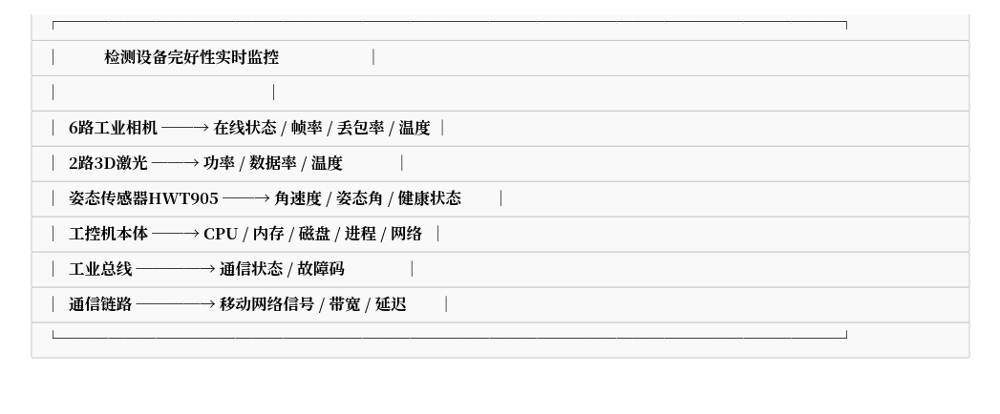 检测设备完好性实时监控
6路工业相机 ───→ 在线状态 / 帧率 / 丢包率 / 温度
2路3D激光 ───→ 功率 / 数据率 / 温度
姿态传感器HWT905 ───→ 角速度 / 姿态角 / 健康状态
工控机本体 ───→ CPU / 内存 / 磁盘 / 进程 / 网络
工业总线 ─────→ 通信状态 / 故障码
通信链路 ─────→ 移动网络信号 / 带宽 / 延迟